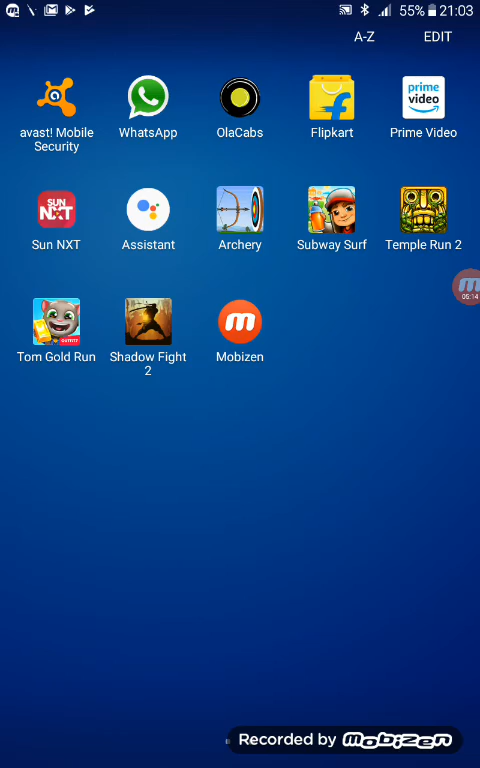 55% 21:03
A-Z EDIT
avast! Mobile Security
WhatsApp
OlaCabs
Flipkart
prime video
Prime Video
SUN NXT
Sun NXT
Assistant
Archery
Subway Surf
Temple Run 2
05:14
OUTFIT7
Tom Gold Run
Shadow Fight 2
m
Mobizen
Recorded by mobizen